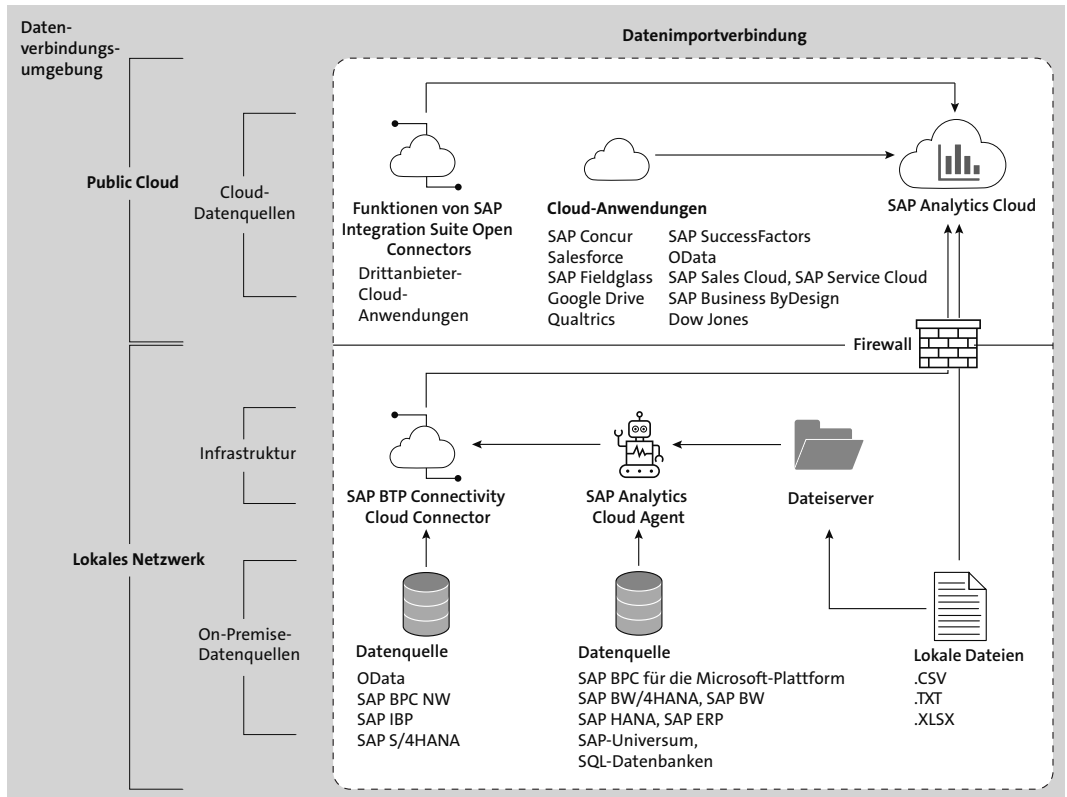 Daten-
verbindungs-
umgebung
Datenimportverbindung
Public Cloud
Cloud-
Datenquellen
Funktionen von SAP
Integration Suite Open
Connectors
Drittanbieter-
Cloud-
Anwendungen
Cloud-Anwendungen
SAP Concur
Salesforce
SAP Fieldglass
Google Drive
Qualtrics
SAP SuccessFactors
OData
SAP Sales Cloud, SAP Service Cloud
SAP Business ByDesign
Dow Jones
SAP Analytics Cloud
Firewall
Lokales Netzwerk
Infrastruktur
SAP BTP Connectivity
Cloud Connector
SAP Analytics
Cloud Agent
Dateiserver
On-Premise-
Datenquellen
Datenquelle
OData
SAP BPC NW
SAP IBP
SAP S/4HANA
Datenquelle
SAP BPC für die Microsoft-Plattform
SAP BW/4HANA, SAP BW
SAP HANA, SAP ERP
SAP-Universum,
SQL-Datenbanken
Lokale Dateien
.CSV
.TXT
.XLSX